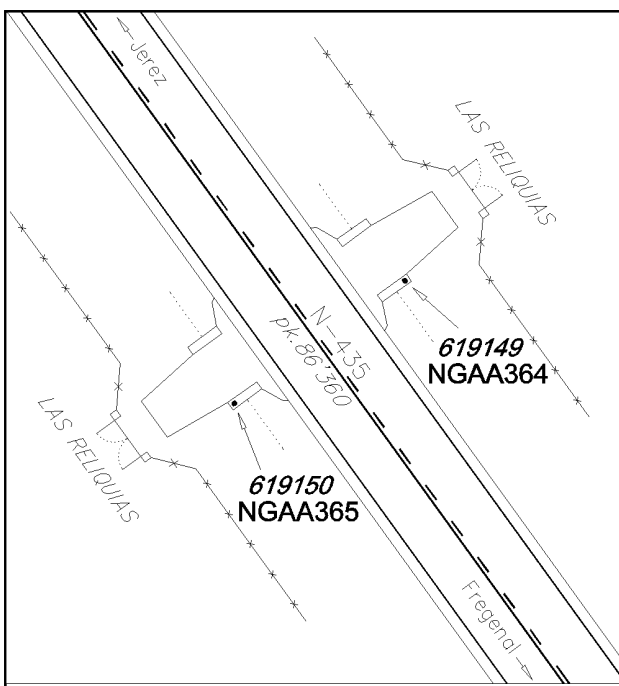 ←Jerez
LAS RELIQUIAS
N-435
pk.86'360
619149
NGAA364
LAS RELIQUIAS
619150
NGAA365
Fregenal→